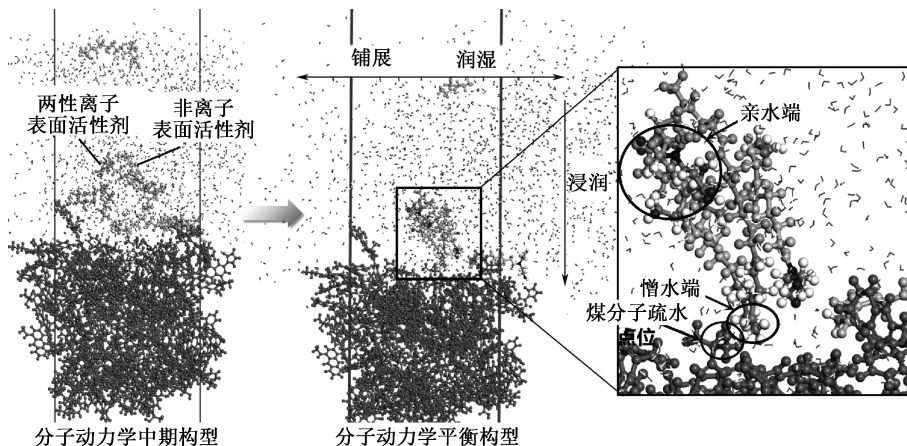 两性离子
表面活性剂
非离子
表面活性剂
分子动力学中期构型
铺展
润湿
浸润
分子动力学平衡构型
亲水端
憎水端
煤分子疏水
点位